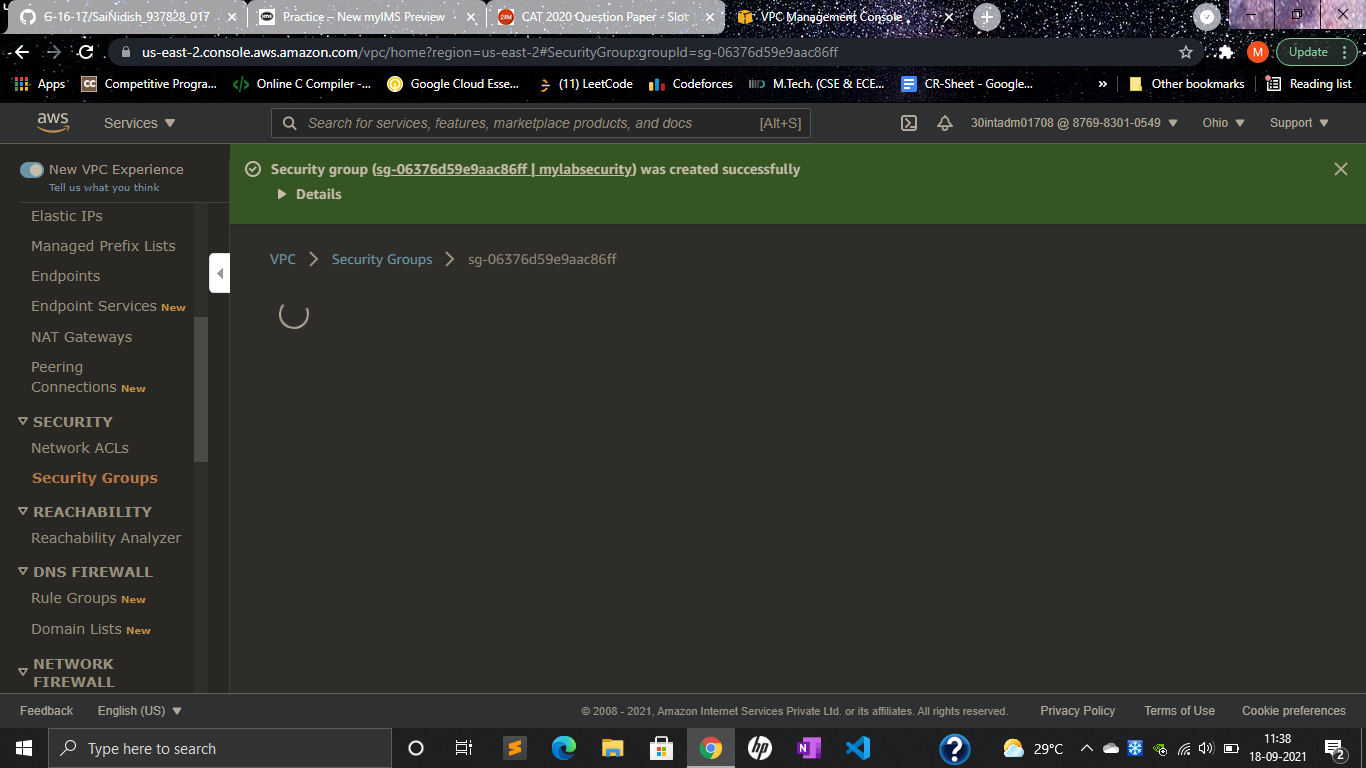 G-16-17/SaiNidish_937828_017
Practice – New myIMS Preview
CAT 2020 Question Paper - Slot
VPC Management Console
us-east-2.console.aws.amazon.com/vpc/home?region=us-east-2#SecurityGroup:groupId=sg-06376d59e9aac86ff
M
Update
Apps
CC
Competitive Progra...
Online C Compiler -...
Google Cloud Esse...
(11) LeetCode
Codeforces
M.Tech. (CSE & ECE...
CR-Sheet - Google...
»
Other bookmarks
Reading list
aws
Services
Search for services, features, marketplace products, and docs
[Alt+S]
30intadm01708 @ 8769-8301-0549
Ohio
Support
New VPC Experience
Tell us what you think
Elastic IPs
Managed Prefix Lists
Endpoints
Endpoint Services New
NAT Gateways
Peering
Connections New
SECURITY
Network ACLs
Security Groups
REACHABILITY
Reachability Analyzer
DNS FIREWALL
Rule Groups New
Domain Lists New
NETWORK
FIREWALL
Security group (sg-06376d59e9aac86ff | mylabsecurity) was created successfully
Details
VPC
Security Groups
sg-06376d59e9aac86ff
Feedback
English (US)
© 2008 - 2021, Amazon Internet Services Private Ltd. or its affiliates. All rights reserved.
Privacy Policy
Terms of Use
Cookie preferences
Type here to search
hp
N
?
29°C
11:38
18-09-2021
2